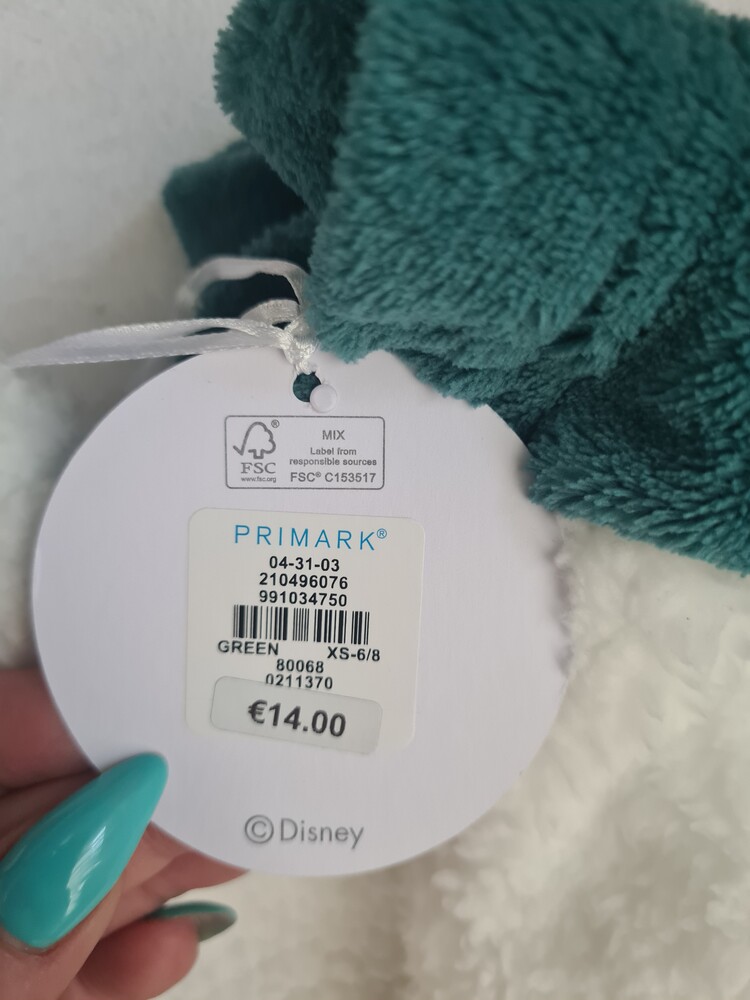 MIX
Label from
responsible sources
FSC® C153517
FSC
www.fsc.org
®
PRIMARK®
04-31-03
210496076
991034750
GREEN XS-6/8
80068
0211370
€14.00
©Disney